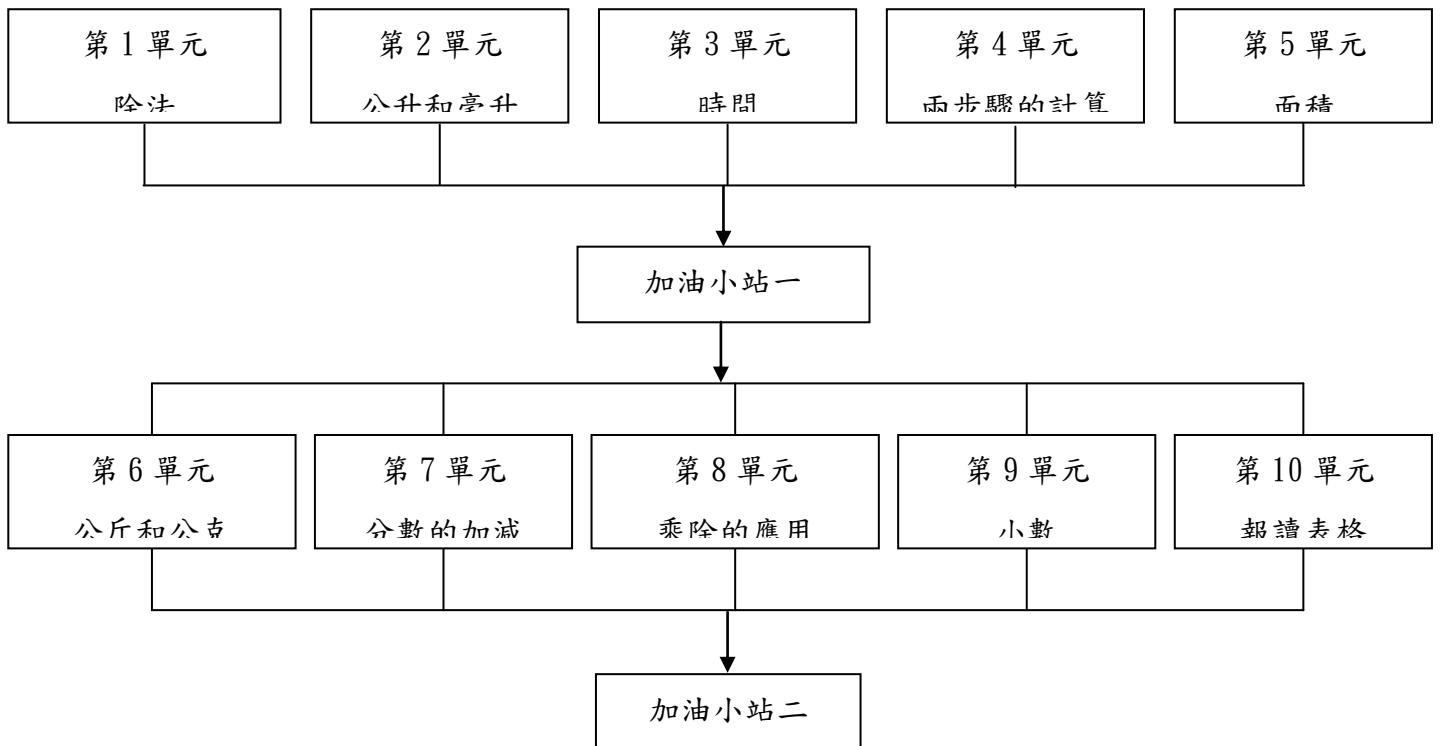 第 1 單元
除法
第 2 單元
公升和毫升
第 3 單元
時間
第 4 單元
兩步驟的計算
第 5 單元
面積
加油小站一
第 6 單元
公斤和公克
第 7 單元
分數的加減
第 8 單元
乘除的應用
第 9 單元
小數
第 10 單元
報讀表格
加油小站二